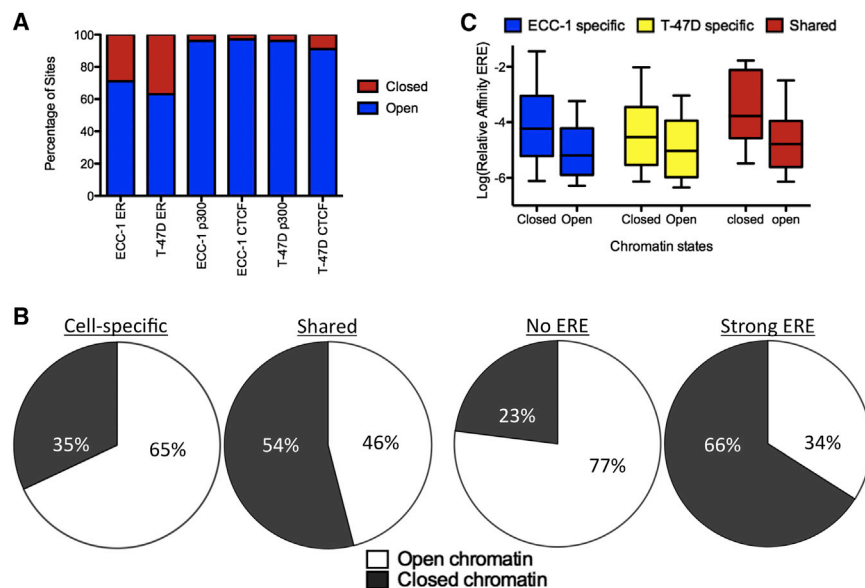 A
100
80
60
40
20
0
Percentage of Sites
ECC-1 ER
T-47D ER
ECC-1 p300
ECC-1 CTCF
T-47D p300
T-47D CTCF
Closed
Open
C
ECC-1 specific
T-47D specific
Shared
Log(Relative Affinity ERE)
-2
-4
-6
Closed Open
Closed Open
closed open
Chromatin states
B
Cell-specific
35%
65%
Shared
54%
46%
No ERE
23%
77%
Strong ERE
66%
34%
Open chromatin
Closed chromatin